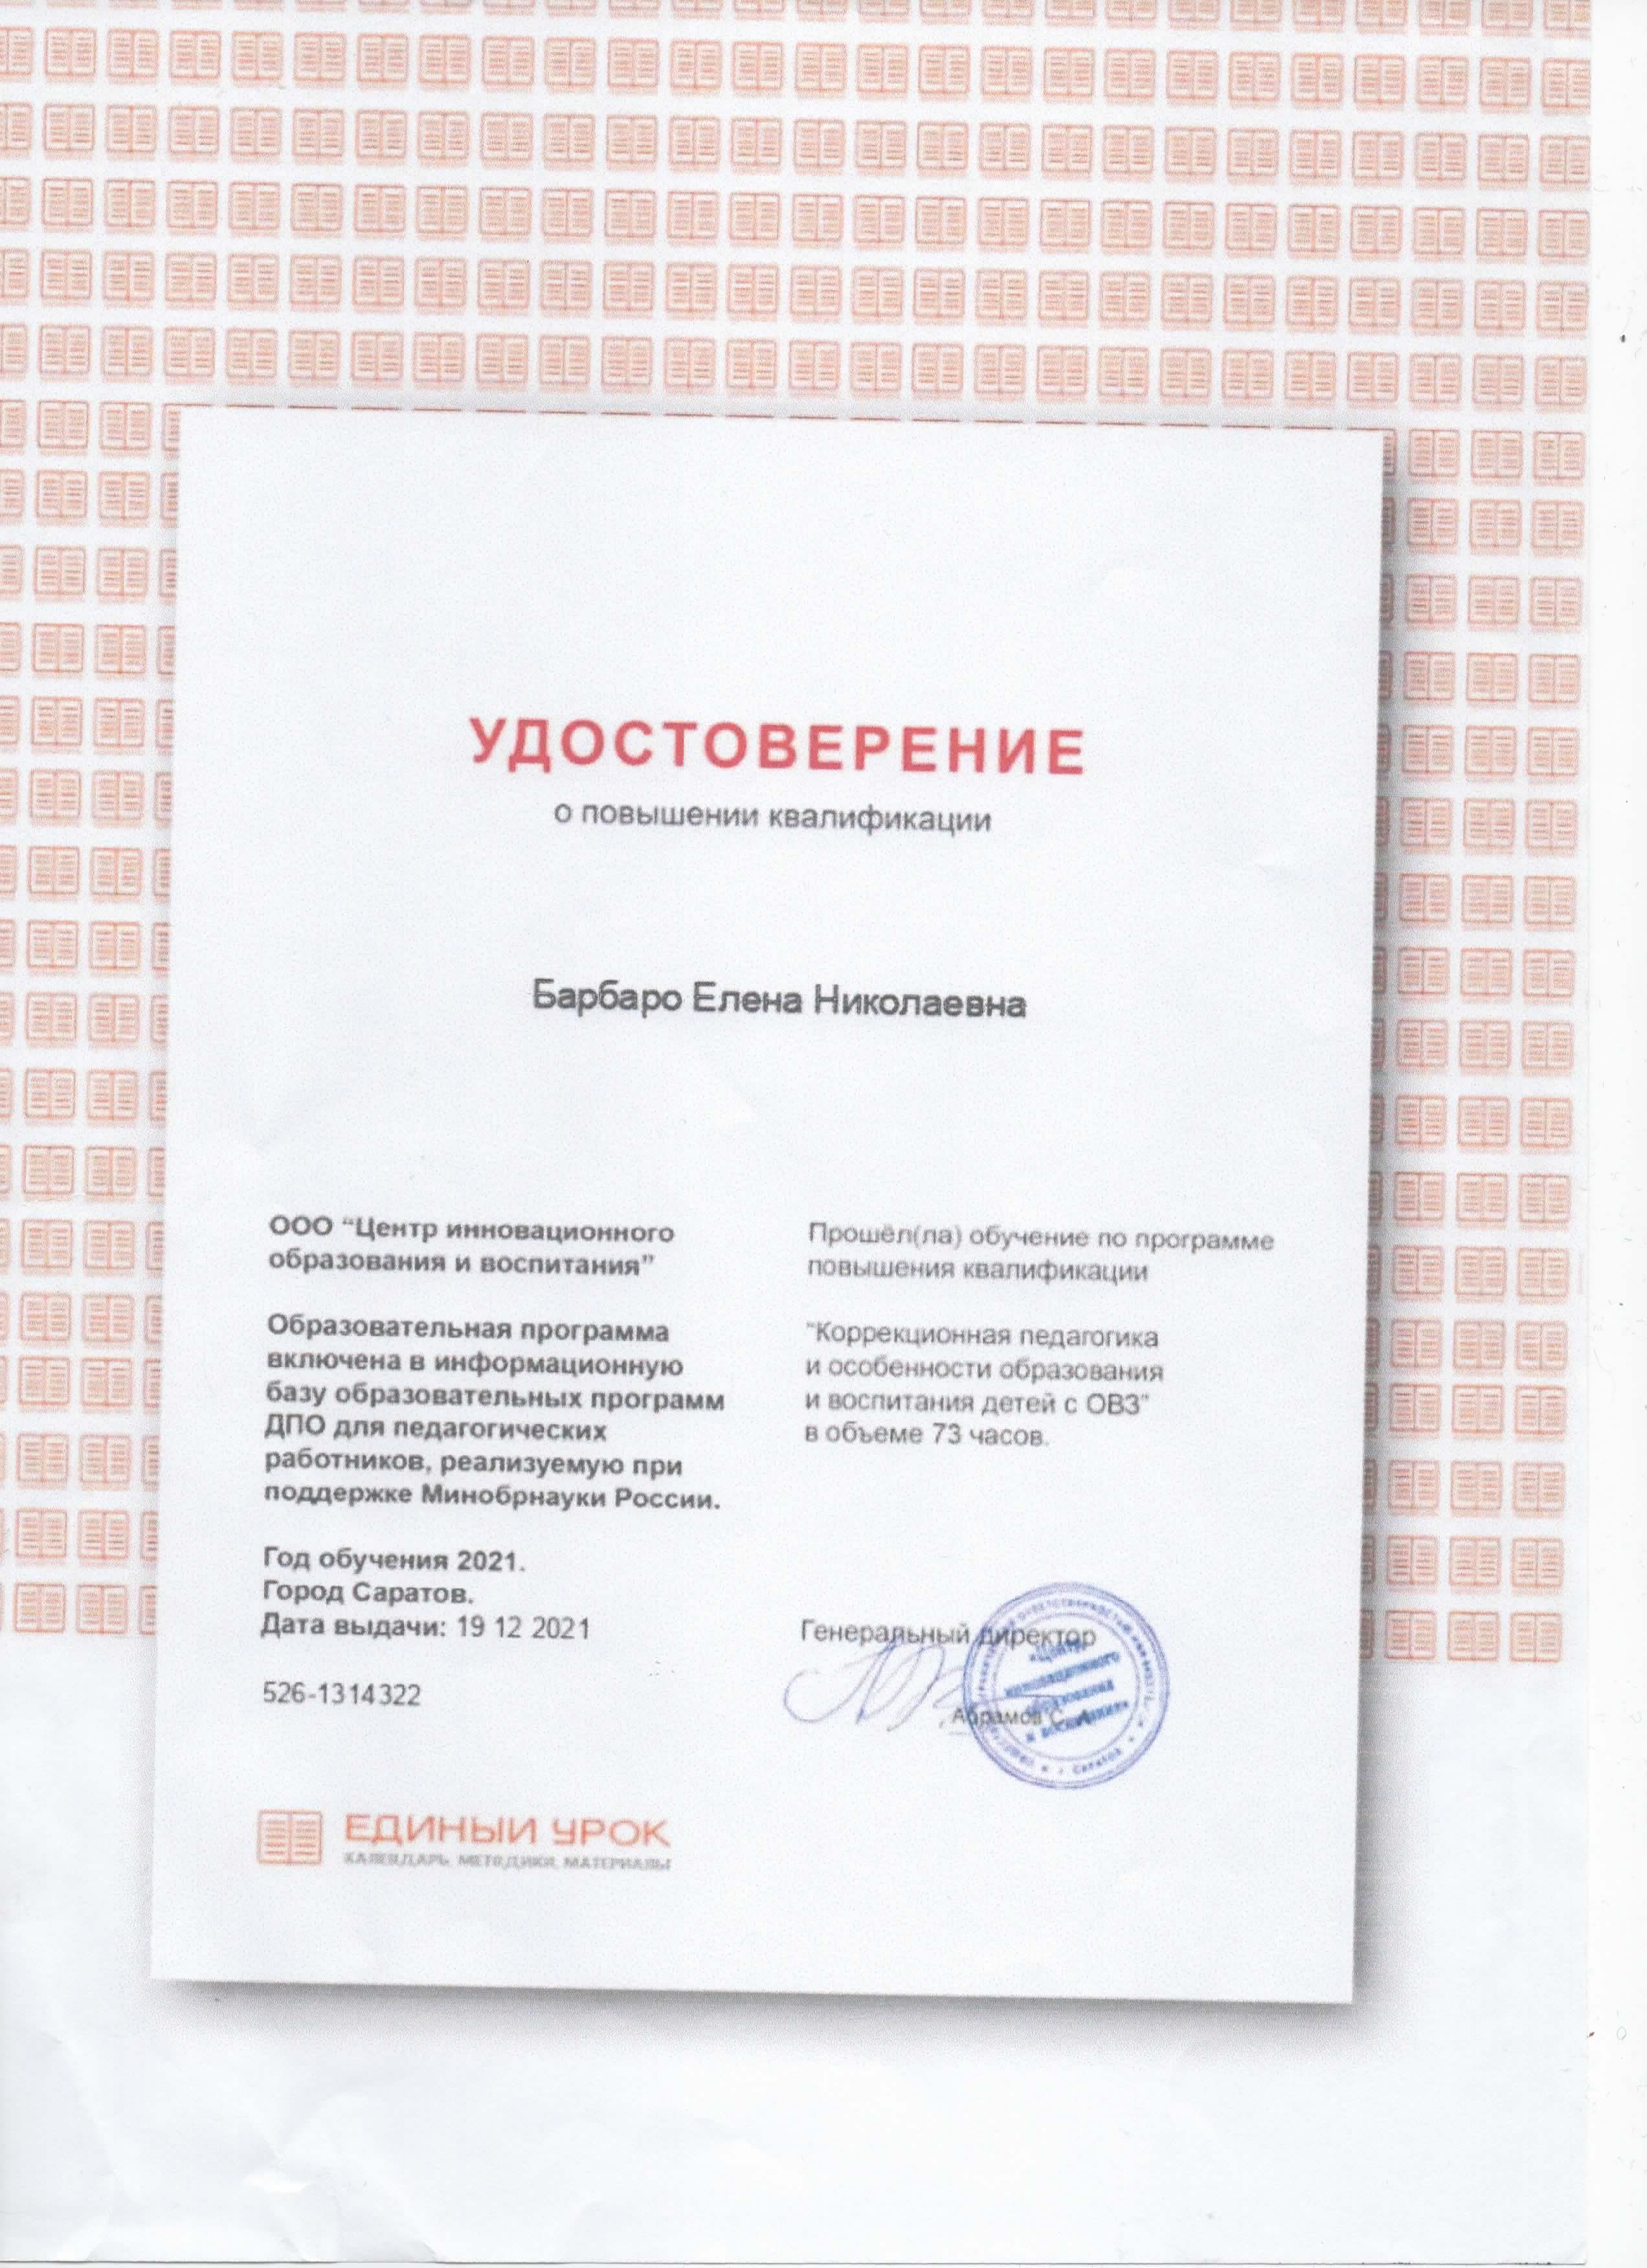 УДОСТОВЕРЕНИЕ
о повышении квалификации
Барбаро Елена Николаевна
ООО “Центр инновационного
образования и воспитания”
Образовательная программа
включена в информационную
базу образовательных программ
ДПО для педагогических
работников, реализуемую при
поддержке Минобрнауки России.
Год обучения 2021.
Город Саратов.
Дата выдачи: 19 12 2021
526-1314322
Прошёл(ла) обучение по программе
повышения квалификации
"Коррекционная педагогика
и особенности образования
и воспитания детей с ОВЗ"
в объеме 73 часов.
Генеральный директор
Абрамов С.
«Центр
инновационного
образования
и воспитания»
г. Саратов
ЕДИНЫЙ УРОК
КАЛЕНДАРЬ, МЕТОДИКИ, МАТЕРИАЛЫ